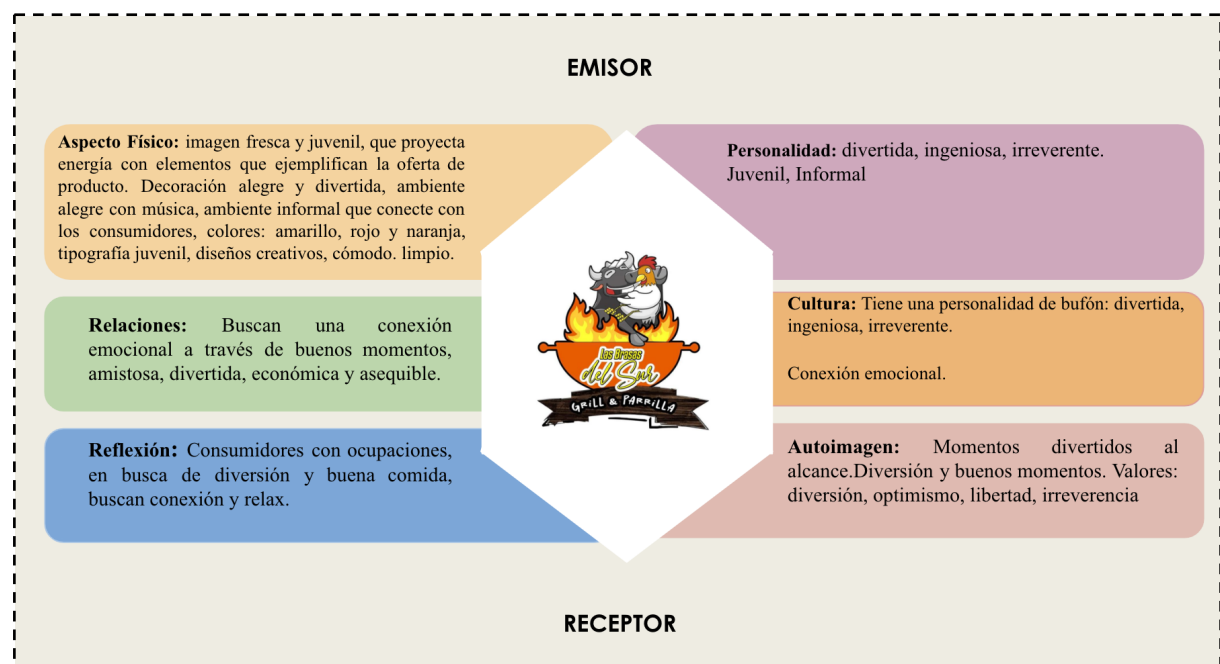 EMISOR
Aspecto Físico: imagen fresca y juvenil, que proyecta
energía con elementos que ejemplifican la oferta de
producto. Decoración alegre y divertida, ambiente
alegre con música, ambiente informal que conecte con
los consumidores, colores: amarillo, rojo y naranja,
tipografía juvenil, diseños creativos, cómodo. limpio.
Personalidad: divertida, ingeniosa, irreverente.
Juvenil, Informal
Relaciones: Buscan una conexión
emocional a través de buenos momentos,
amistosa, divertida, económica y asequible.
Cultura: Tiene una personalidad de bufón: divertida,
ingeniosa, irreverente.
Conexión emocional.
Reflexión: Consumidores con ocupaciones,
en busca de diversión y buena comida,
buscan conexión y relax.
Autoimagen: Momentos divertidos al
alcance.Diversión y buenos momentos. Valores:
diversión, optimismo, libertad, irreverencia
las Brasas
del Sur
GRILL & PARRILLA
RECEPTOR